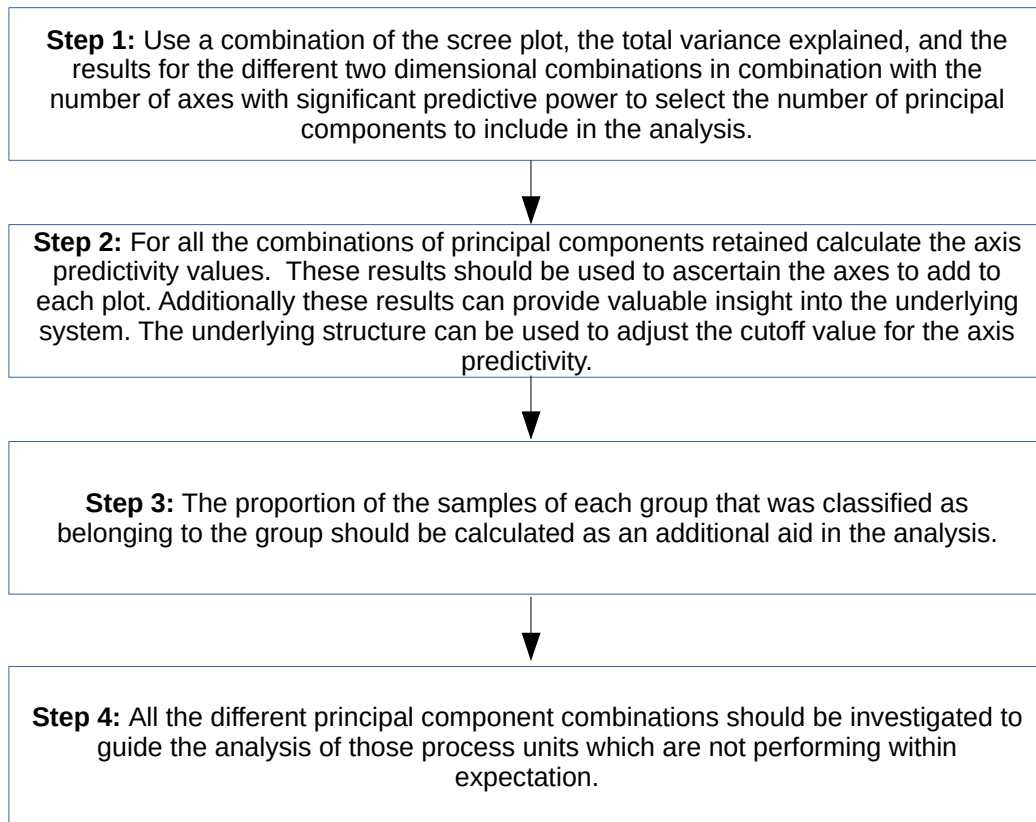 Step 1: Use a combination of the scree plot, the total variance explained, and the
results for the different two dimensional combinations in combination with the
number of axes with significant predictive power to select the number of principal
components to include in the analysis.
Step 2: For all the combinations of principal components retained calculate the axis
predictivity values.  These results should be used to ascertain the axes to add to
each plot. Additionally these results can provide valuable insight into the underlying
system. The underlying structure can be used to adjust the cutoff value for the axis
predictivity.
Step 3: The proportion of the samples of each group that was classified as
belonging to the group should be calculated as an additional aid in the analysis.
Step 4: All the different principal component combinations should be investigated to
guide the analysis of those process units which are not performing within
expectation.